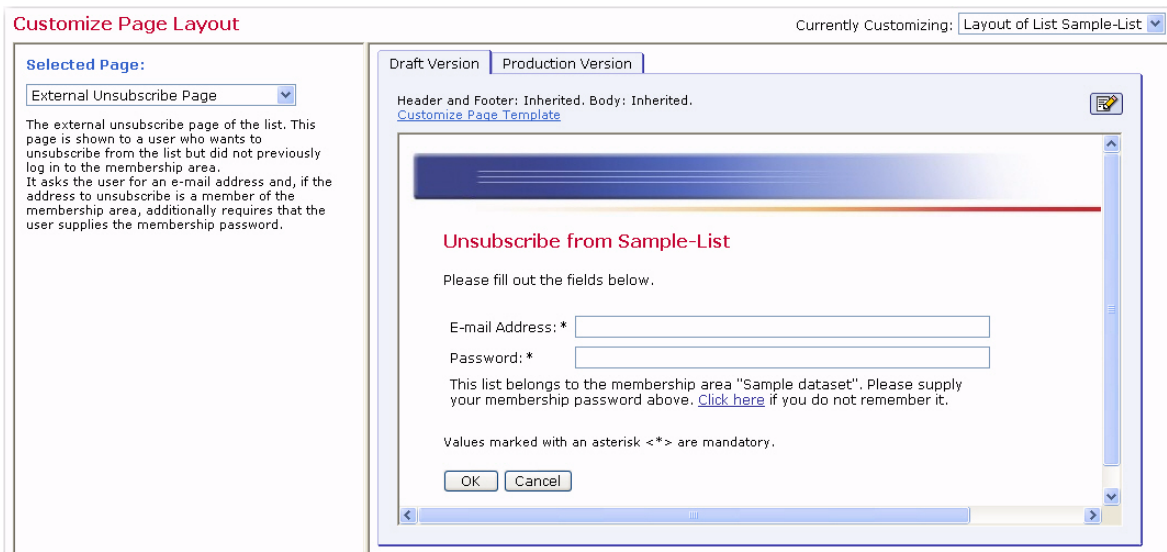 Customize Page Layout
Currently Customizing: Layout of List Sample-List
Selected Page:
External Unsubscribe Page
The external unsubscribe page of the list. This
page is shown to a user who wants to
unsubscribe from the list but did not previously
log in to the membership area.
It asks the user for an e-mail address and, if the
address to unsubscribe is a member of the
membership area, additionally requires that the
user supplies the membership password.
Draft Version
Production Version
Header and Footer: Inherited. Body: Inherited.
Customize Page Template
Unsubscribe from Sample-List
Please fill out the fields below.
E-mail Address: *
Password: *
This list belongs to the membership area "Sample dataset". Please supply
your membership password above. Click here if you do not remember it.
Values marked with an asterisk <*> are mandatory.
OK
Cancel